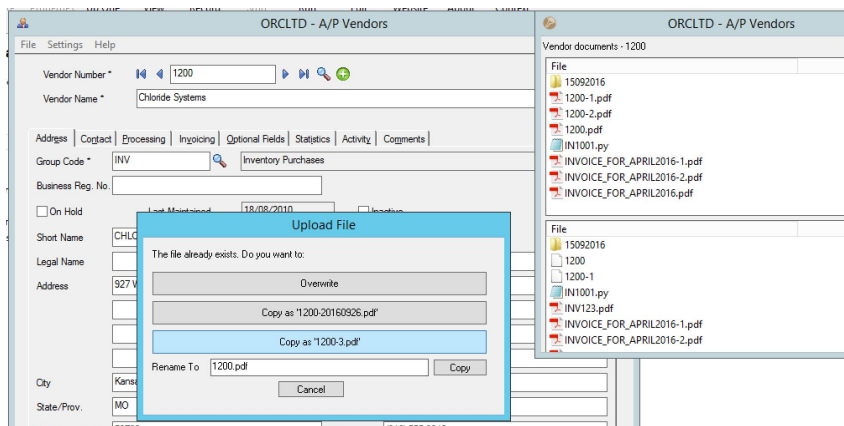 ORCLTD - A/P Vendors
File Settings Help
Vendor Number *
1200
Vendor Name *
Chloride Systems
Address
Contact
Processing
Invoicing
Optional Fields
Statistics
Activity
Comments
Group Code *
INV
Inventory Purchases
Business Reg. No.
On Hold
Last Maintained
18/08/2010
Inactive
Short Name
CHLO
Legal Name
Address
927 W
City
Kansa
State/Prov.
MO
Upload File
The file already exists. Do you want to:
Overwrite
Copy as '1200-20160926.pdf'
Copy as '1200-3.pdf'
Rename To
1200.pdf
Copy
Cancel
ORCLTD - A/P Vendors
Vendor documents - 1200
File
15092016
1200-1.pdf
1200-2.pdf
1200.pdf
IN1001.py
INVOICE_FOR_APRIL2016-1.pdf
INVOICE_FOR_APRIL2016-2.pdf
INVOICE_FOR_APRIL2016.pdf
File
15092016
1200
1200-1
IN1001.py
INV123.pdf
INVOICE_FOR_APRIL2016-1.pdf
INVOICE_FOR_APRIL2016-2.pdf